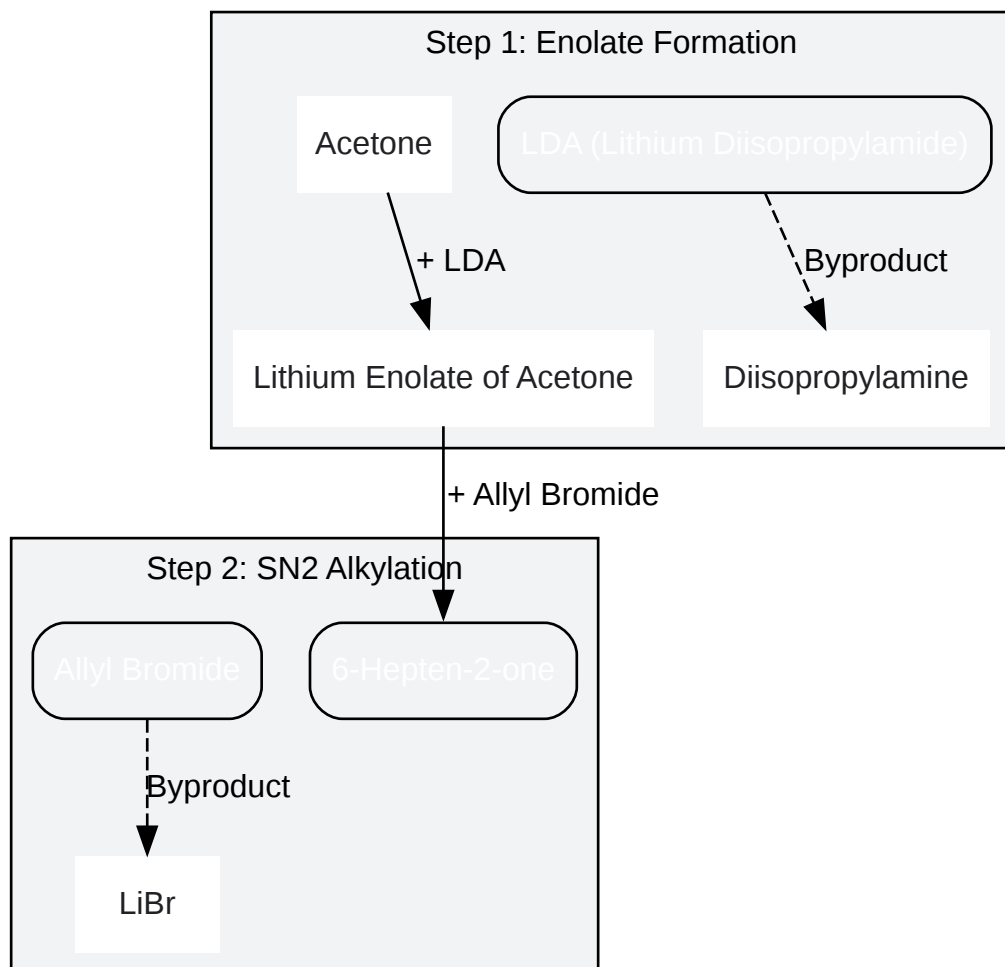 Step 1: Enolate Formation
Acetone
LDA (Lithium Diisopropylamide)
+ LDA
Byproduct
Lithium Enolate of Acetone
Diisopropylamine
+ Allyl Bromide
Step 2: SN2 Alkylation
Allyl Bromide
6-Hepten-2-one
Byproduct
LiBr